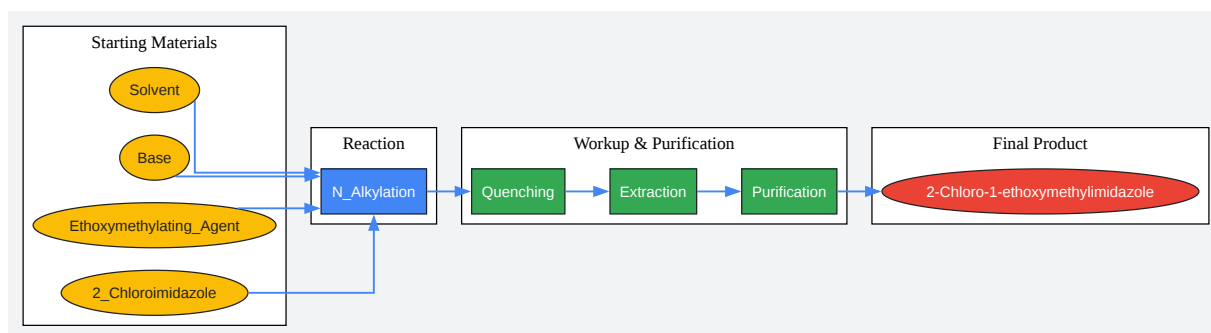 Starting Materials
Solvent
Base
Ethoxymethylating_Agent
2_Chloroimidazole
Reaction
N_Alkylation
Workup & Purification
Quenching
Extraction
Purification
Final Product
2-Chloro-1-ethoxymethylimidazole